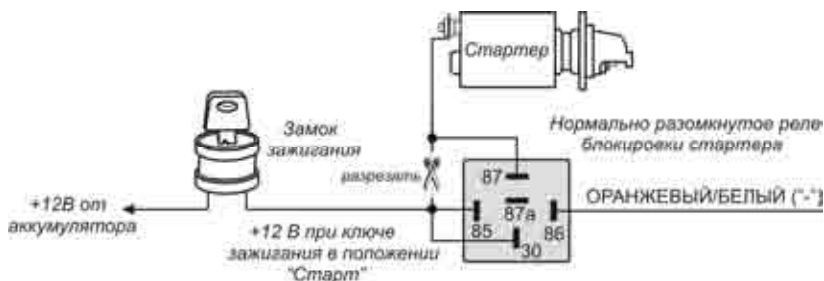 Стартер
Замок
зажигания
Нормально разомкнутое реле
блокировки стартера
разрезать
87
ОРАНЖЕВЫЙ/БЕЛЫЙ ("-")
+12В от
аккумулятора
87а
85
86
30
+12 В при ключе
зажигания в положении
"Старт"